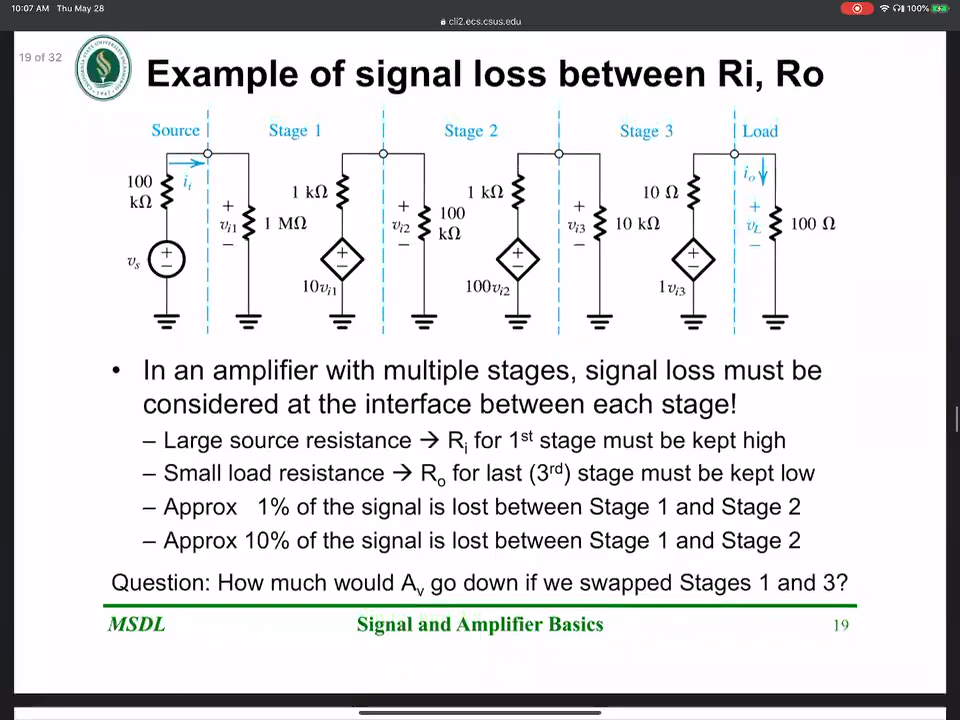 10:07 AM Thu May 28
100%
cli2.ecs.csus.edu
19 of 32
Example of signal loss between Ri, Ro
Source
Stage 1
Stage 2
Stage 3
Load
100
kΩ
ii
vs
+
vi1
−
1 MΩ
1 kΩ
+
−
10vi1
+
vi2
−
100
kΩ
1 kΩ
+
−
100vi2
+
vi3
−
10 kΩ
10 Ω
+
−
1vi3
io
+
vL
−
100 Ω
• In an amplifier with multiple stages, signal loss must be
considered at the interface between each stage!
– Large source resistance → Ri for 1st stage must be kept high
– Small load resistance → Ro for last (3rd) stage must be kept low
– Approx 1% of the signal is lost between Stage 1 and Stage 2
– Approx 10% of the signal is lost between Stage 1 and Stage 2
Question: How much would Av go down if we swapped Stages 1 and 3?
MSDL
Signal and Amplifier Basics
19